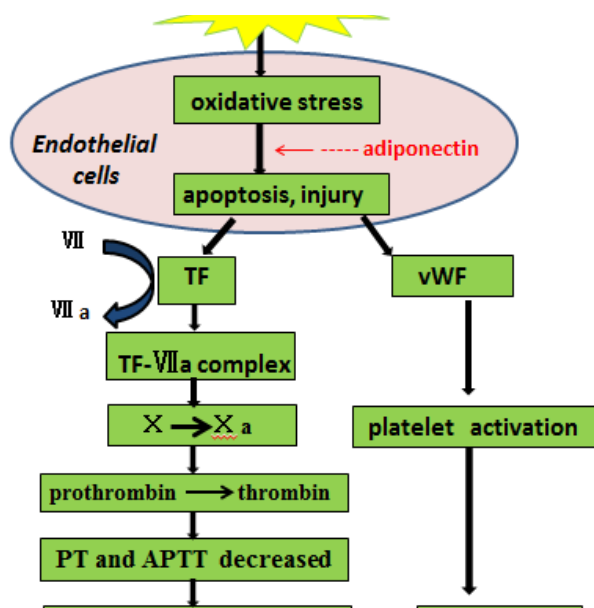 oxidative stress
Endothelial
cells
----- adiponectin
apoptosis, injury
Ⅶ
TF
vWF
Ⅶ a
TF-Ⅶa complex
Ⅹ → Ⅹ a
platelet activation
prothrombin → thrombin
PT and APTT decreased